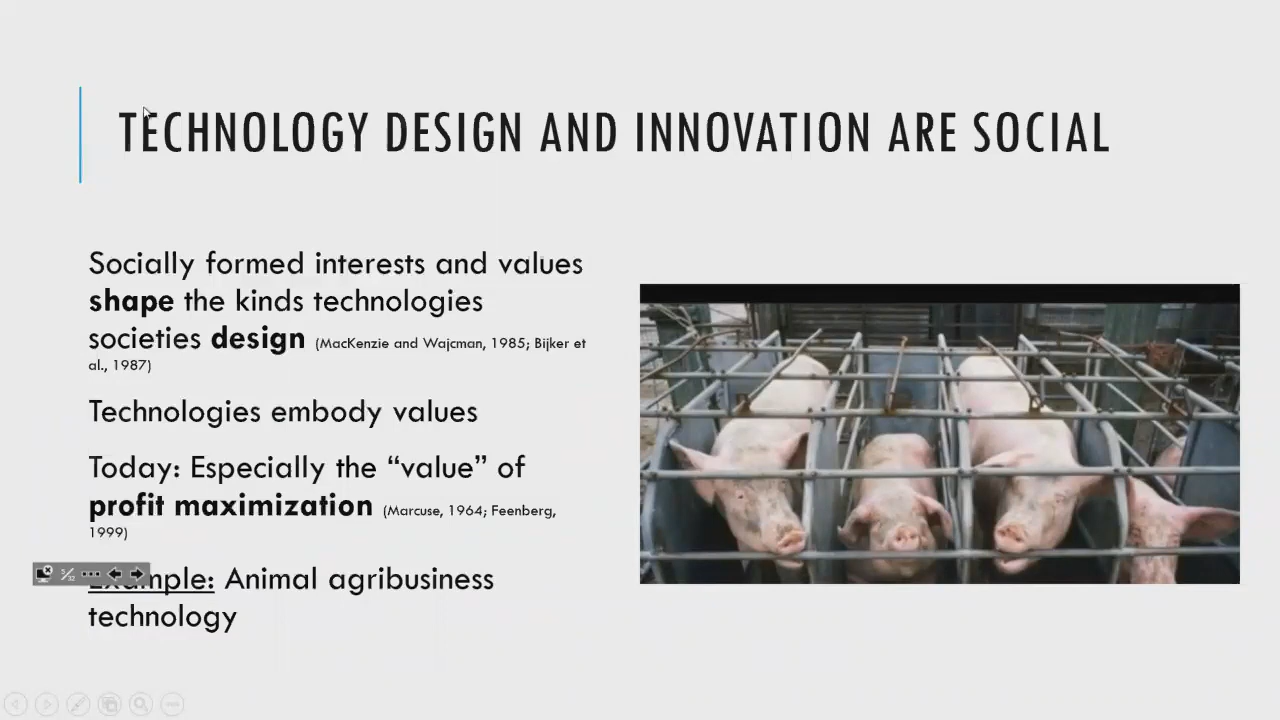 TECHNOLOGY DESIGN AND INNOVATION ARE SOCIAL
Socially formed interests and values
shape the kinds technologies
societies design (MacKenzie and Wajcman, 1985; Bijker et
al., 1987)
Technologies embody values
Today: Especially the “value” of
profit maximization (Marcuse, 1964; Feenberg,
1999)
Example: Animal agribusiness
technology